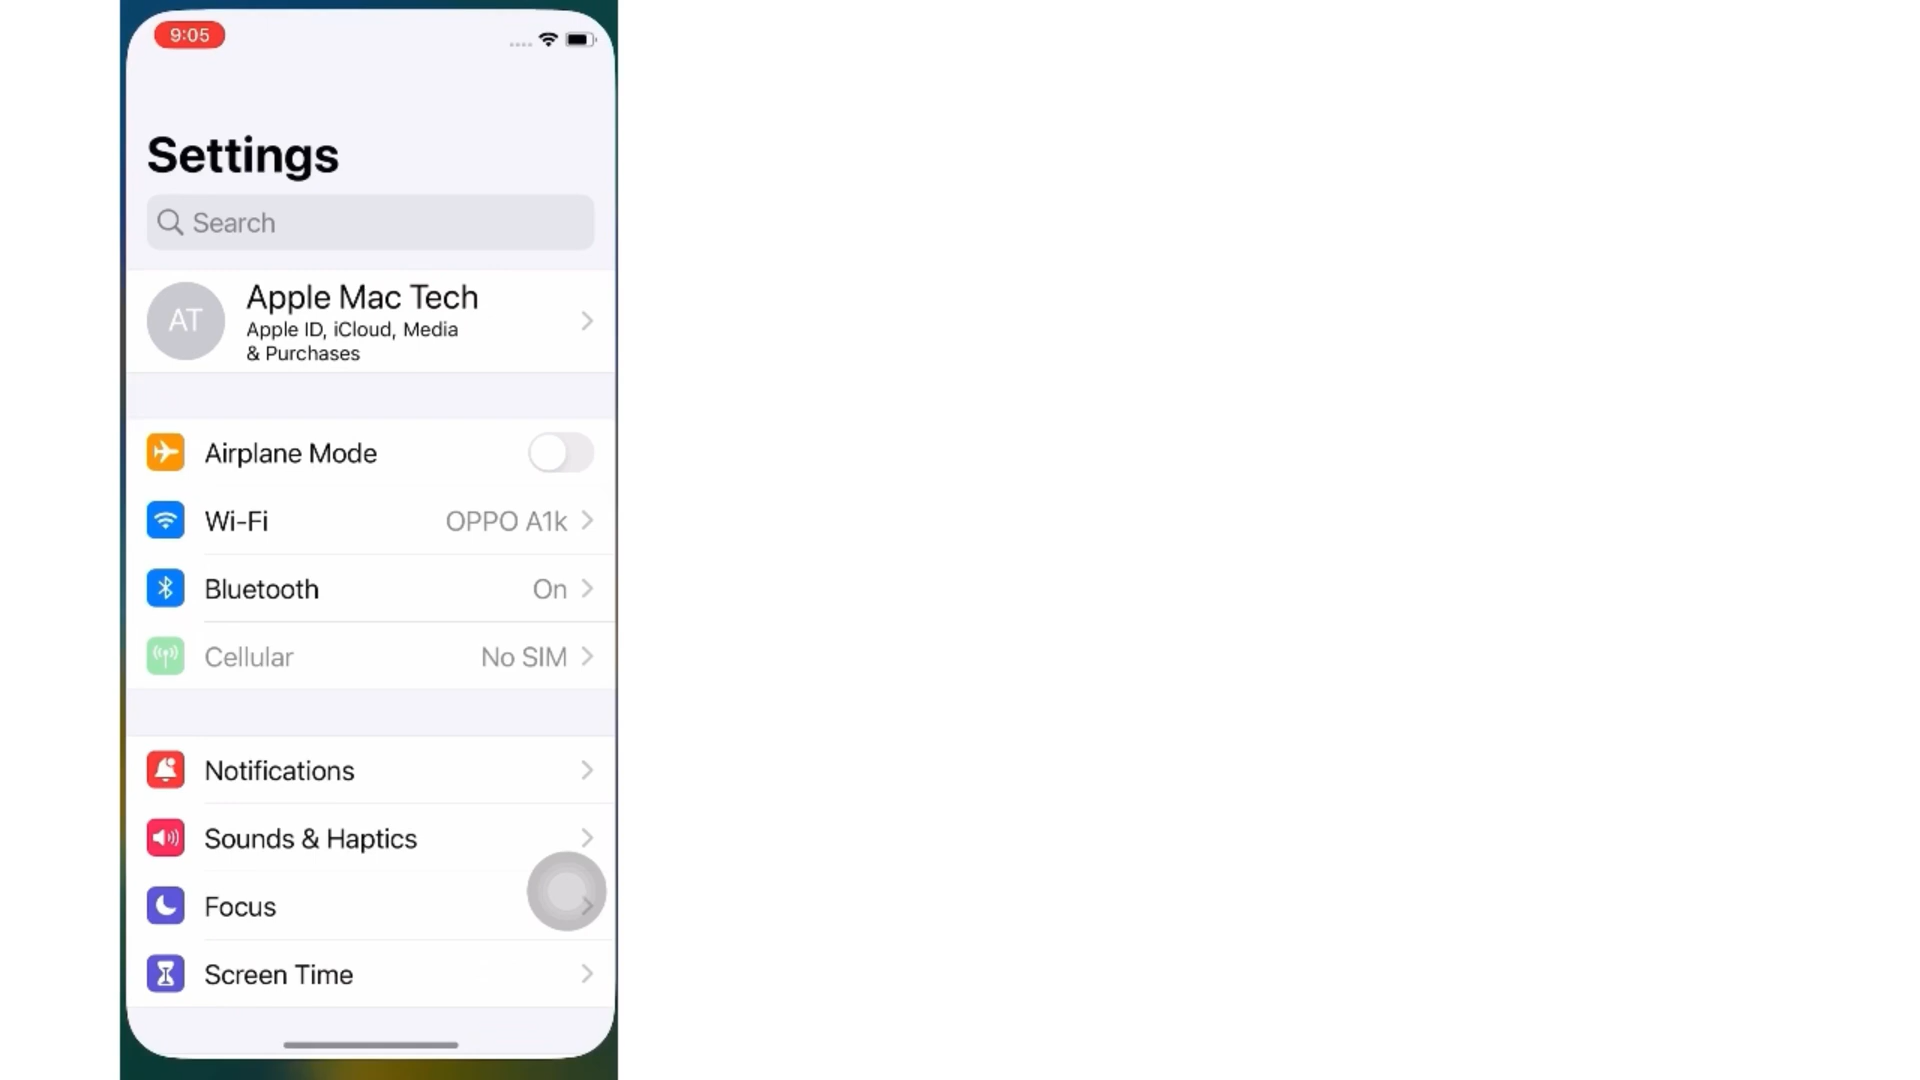 9:05
Settings
Search
AT
Apple Mac Tech
Apple ID, iCloud, Media
& Purchases
Airplane Mode
Wi-Fi OPPO A1k
Bluetooth On
Cellular No SIM
Notifications
Sounds & Haptics
Focus
Screen Time